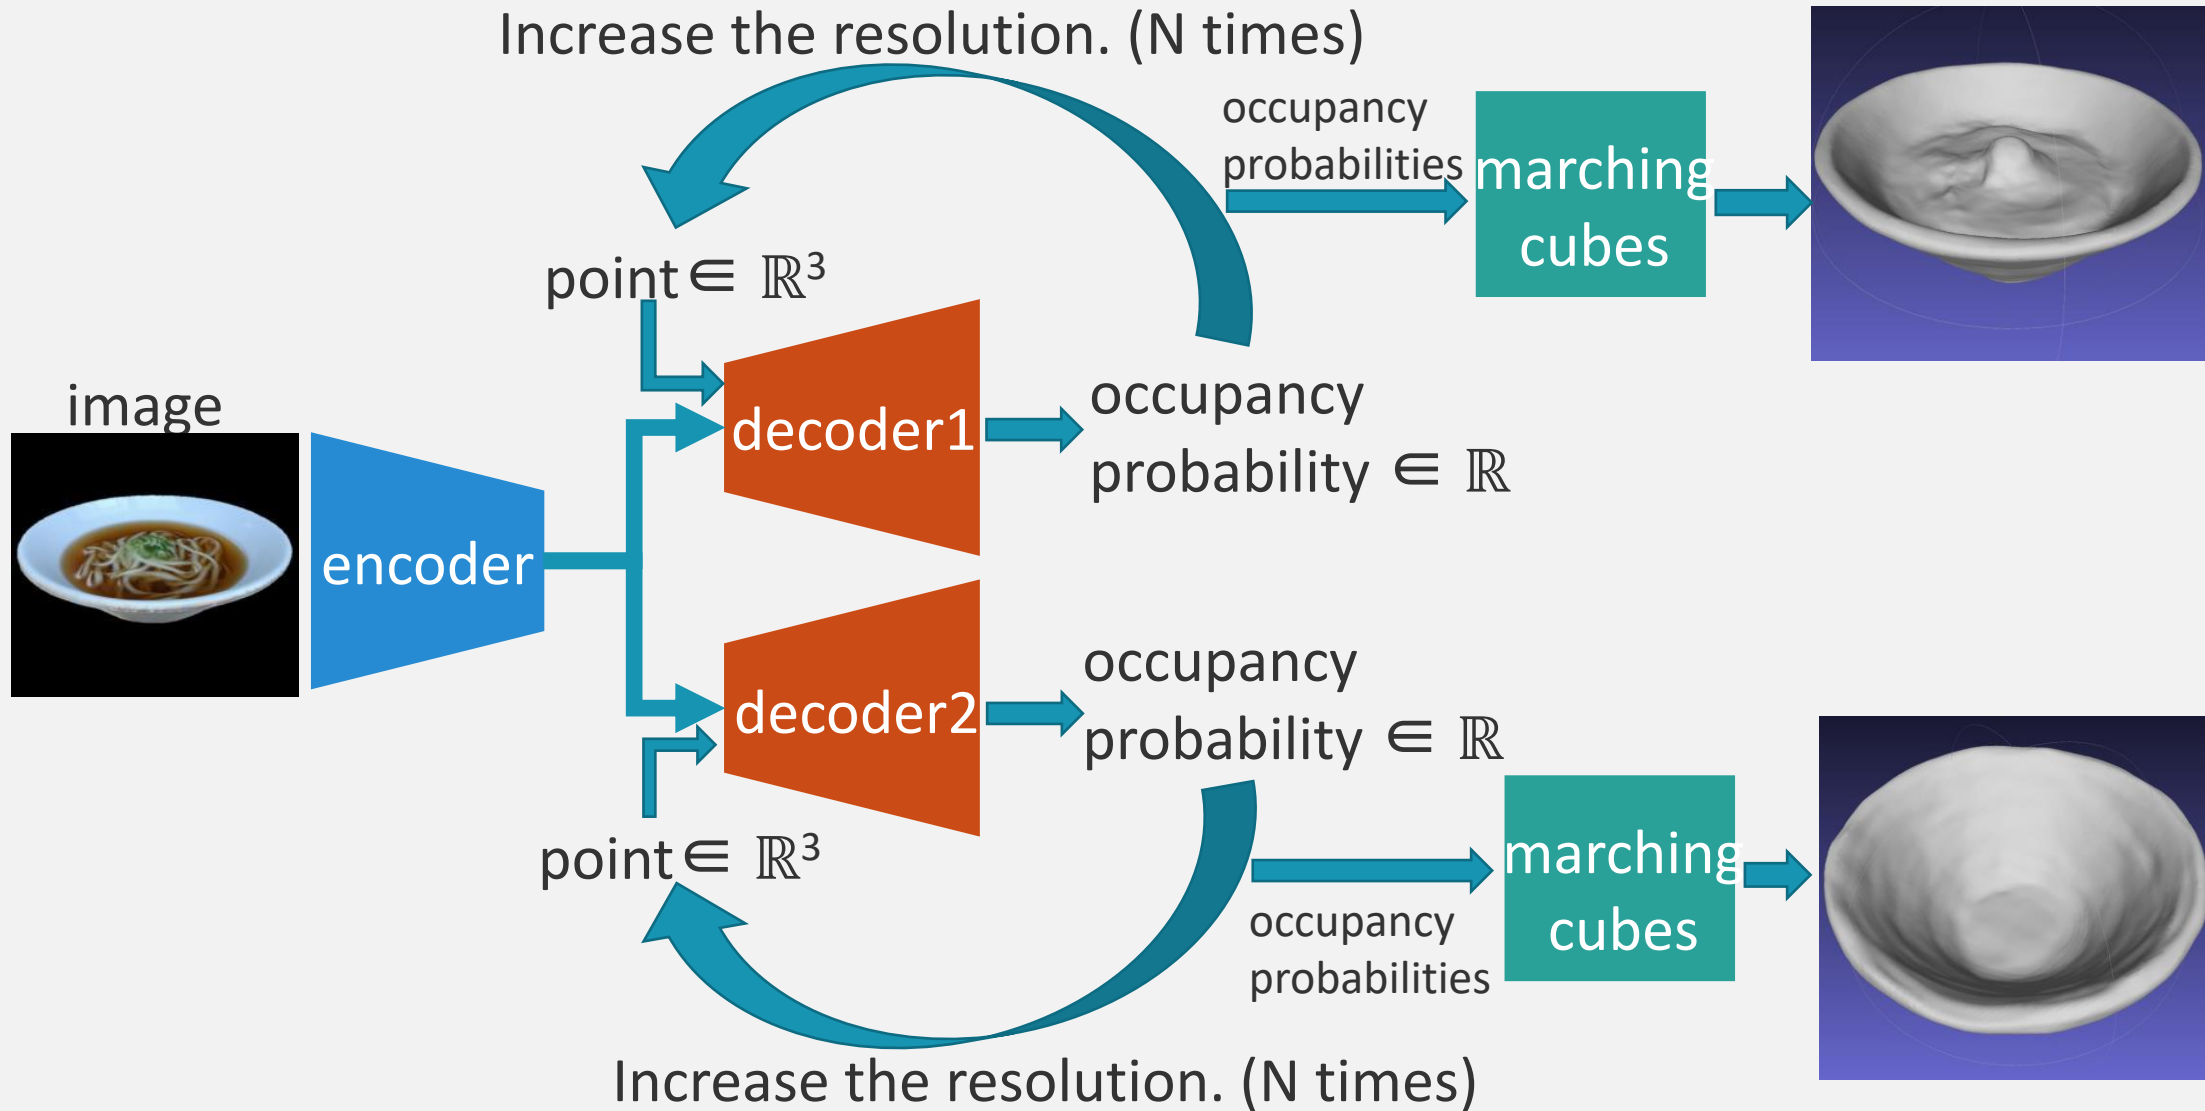 Increase the resolution. (N times)
occupancy
probabilities
marching
cubes
point ∈ ℝ³
image
encoder
decoder1
occupancy
probability ∈ ℝ
decoder2
occupancy
probability ∈ ℝ
point ∈ ℝ³
marching
cubes
occupancy
probabilities
Increase the resolution. (N times)